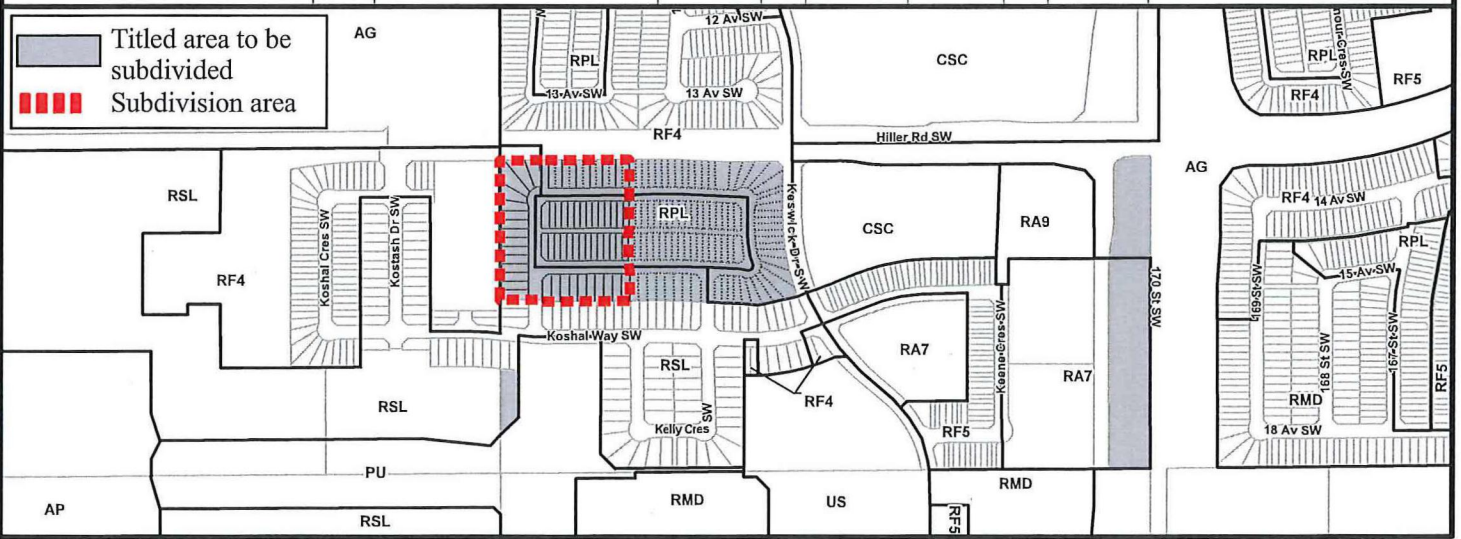 Titled area to be
subdivided
Subdivision area
AG
12 Av SW
RPL
13 Av SW
13 Av SW
RF4
CSC
Hiller Rd SW
RPL
RF4
RF5
AG
RSL
RF4
Koshal Cres SW
Kostash Dr SW
RPL
Keswick Dr SW
CSC
RA9
170 St SW
RF4
14 Av SW
RPL
15 Av SW
169 St SW
168 St SW
167 St SW
RMD
RF5
18 Av SW
Koshal Way SW
RSL
RF4
RA7
Keene Cres SW
RA7
RF5
Kelly Cres SW
RSL
PU
AP
RSL
RMD
US
RF5
RMD